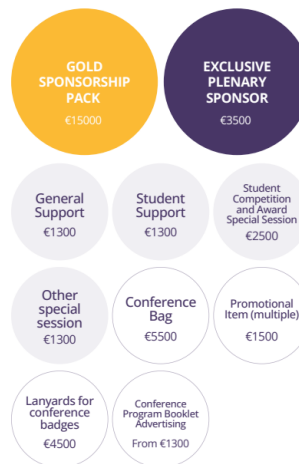 GOLD
SPONSORSHIP
PACK
€15000
EXCLUSIVE
PLENARY
SPONSOR
€3500
General
Support
€1300
Student
Support
€1300
Student
Competition
and Award
Special Session
€2500
Other
special
session
€1300
Conference
Bag
€5500
Promotional
Item (multiple)
€1500
Lanyards for
conference
badges
€4500
Conference
Program Booklet
Advertising
From €1300